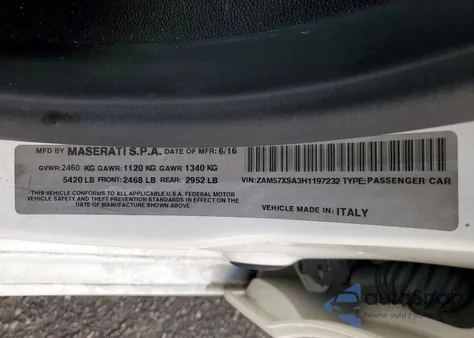 MFD BY MASERATI S.P.A. DATE OF MFR: 6/16
GVWR: 2460 KG GAWR: 1120 KG GAWR 1340 KG
5420 LB FRONT: 2468 LB REAR: 2952 LB
VIN: ZAM57XSA3H1197232 TYPE: PASSENGER CAR
THIS VEHICLE CONFORMS TO ALL APPLICABLE U.S.A. FEDERAL MOTOR
VEHICLE SAFETY, AND THEFT PREVENTION STANDARDS IN EFFECT ON THE
DATE OF MANUFACTURE SHOWN ABOVE.
VEHICLE MADE IN: ITALY
Pewne auta